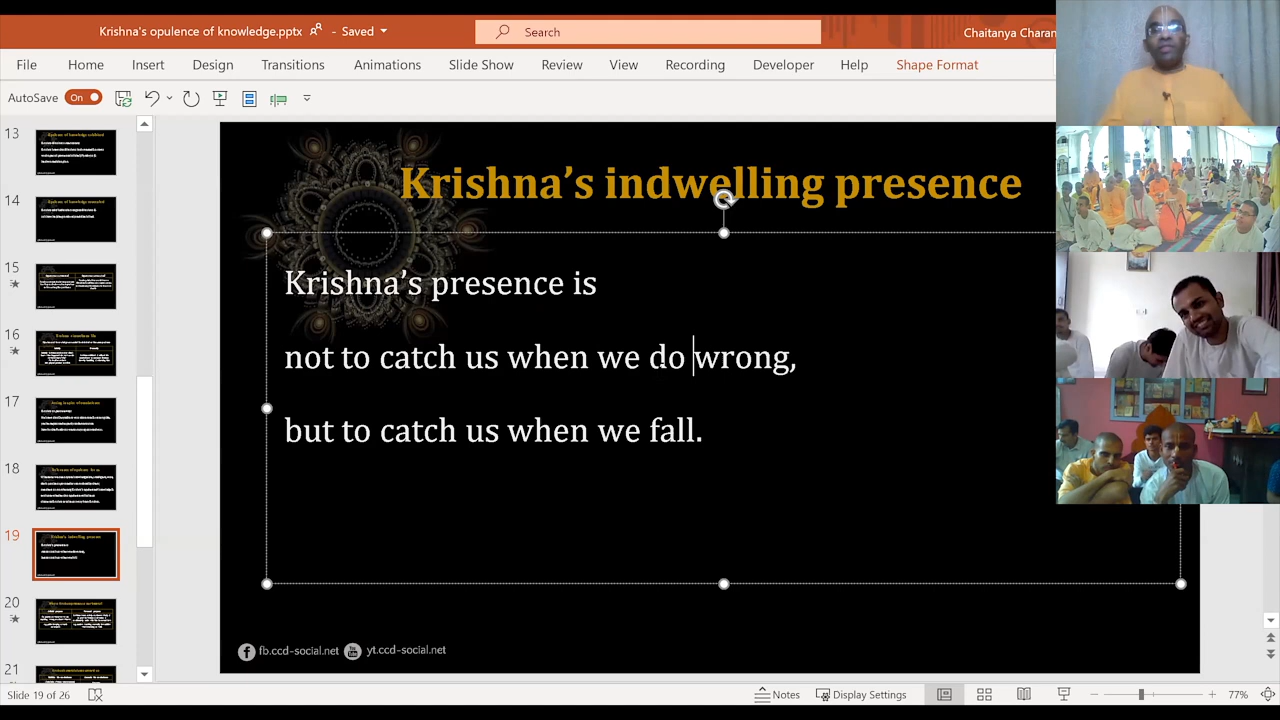 Krishna's opulence of knowledge.pptx - Saved
Search
Chaitanya Charan
File Home Insert Design Transitions Animations Slide Show Review View Recording Developer Help Shape Format
AutoSave On
13
14
15
16
17
18
19
20
21
Krishna’s indwelling presence
Krishna’s presence is
not to catch us when we do wrong,
but to catch us when we fall.
fb.ccd-social.net yt.ccd-social.net
Slide 19 of 26
Notes Display Settings 77%